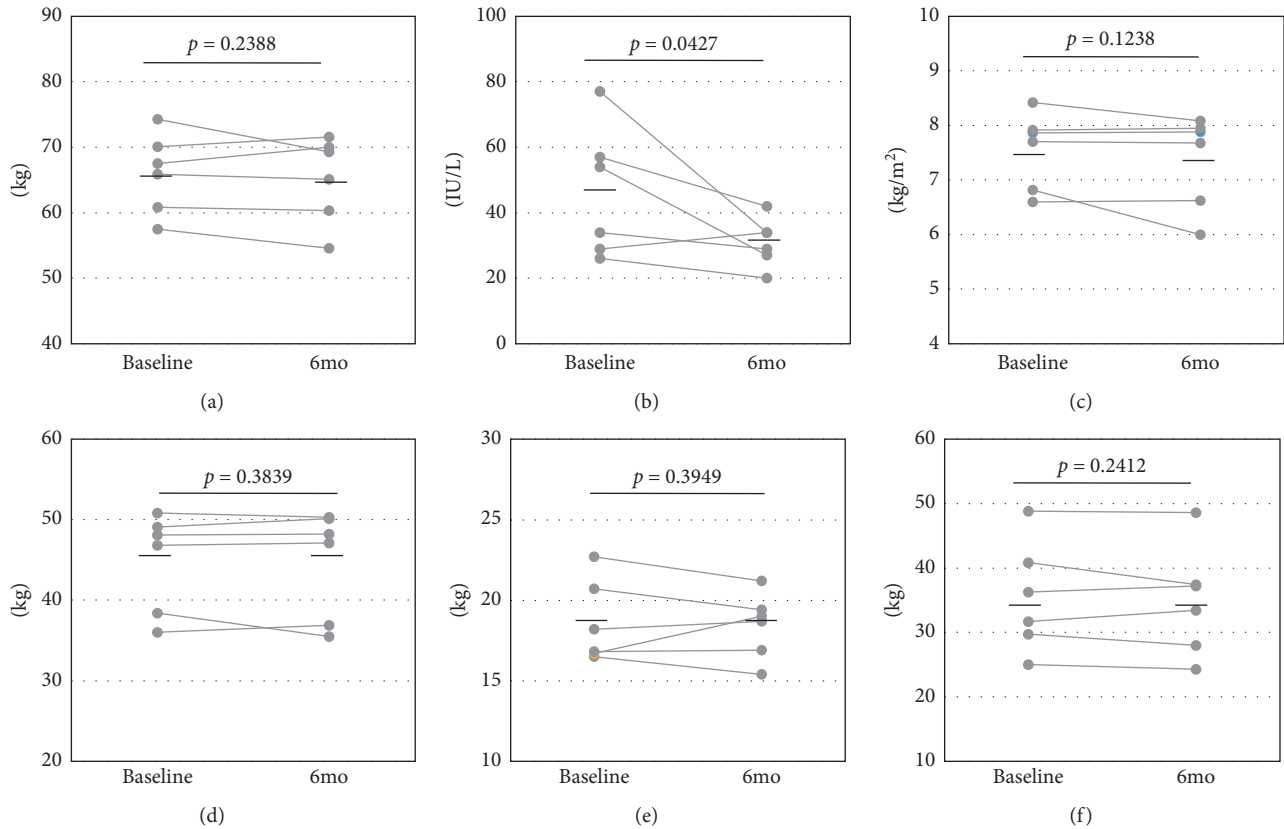 90
80
70
60
50
40
(kg)
p = 0.2388
Baseline
6mo
(a)
100
80
60
40
20
0
(IU/L)
p = 0.0427
Baseline
6mo
(b)
10
9
8
7
6
5
4
(kg/m²)
p = 0.1238
Baseline
6mo
(c)
60
50
40
30
20
(kg)
p = 0.3839
Baseline
6mo
(d)
30
25
20
15
10
(kg)
p = 0.3949
Baseline
6mo
(e)
60
50
40
30
20
10
(kg)
p = 0.2412
Baseline
6mo
(f)